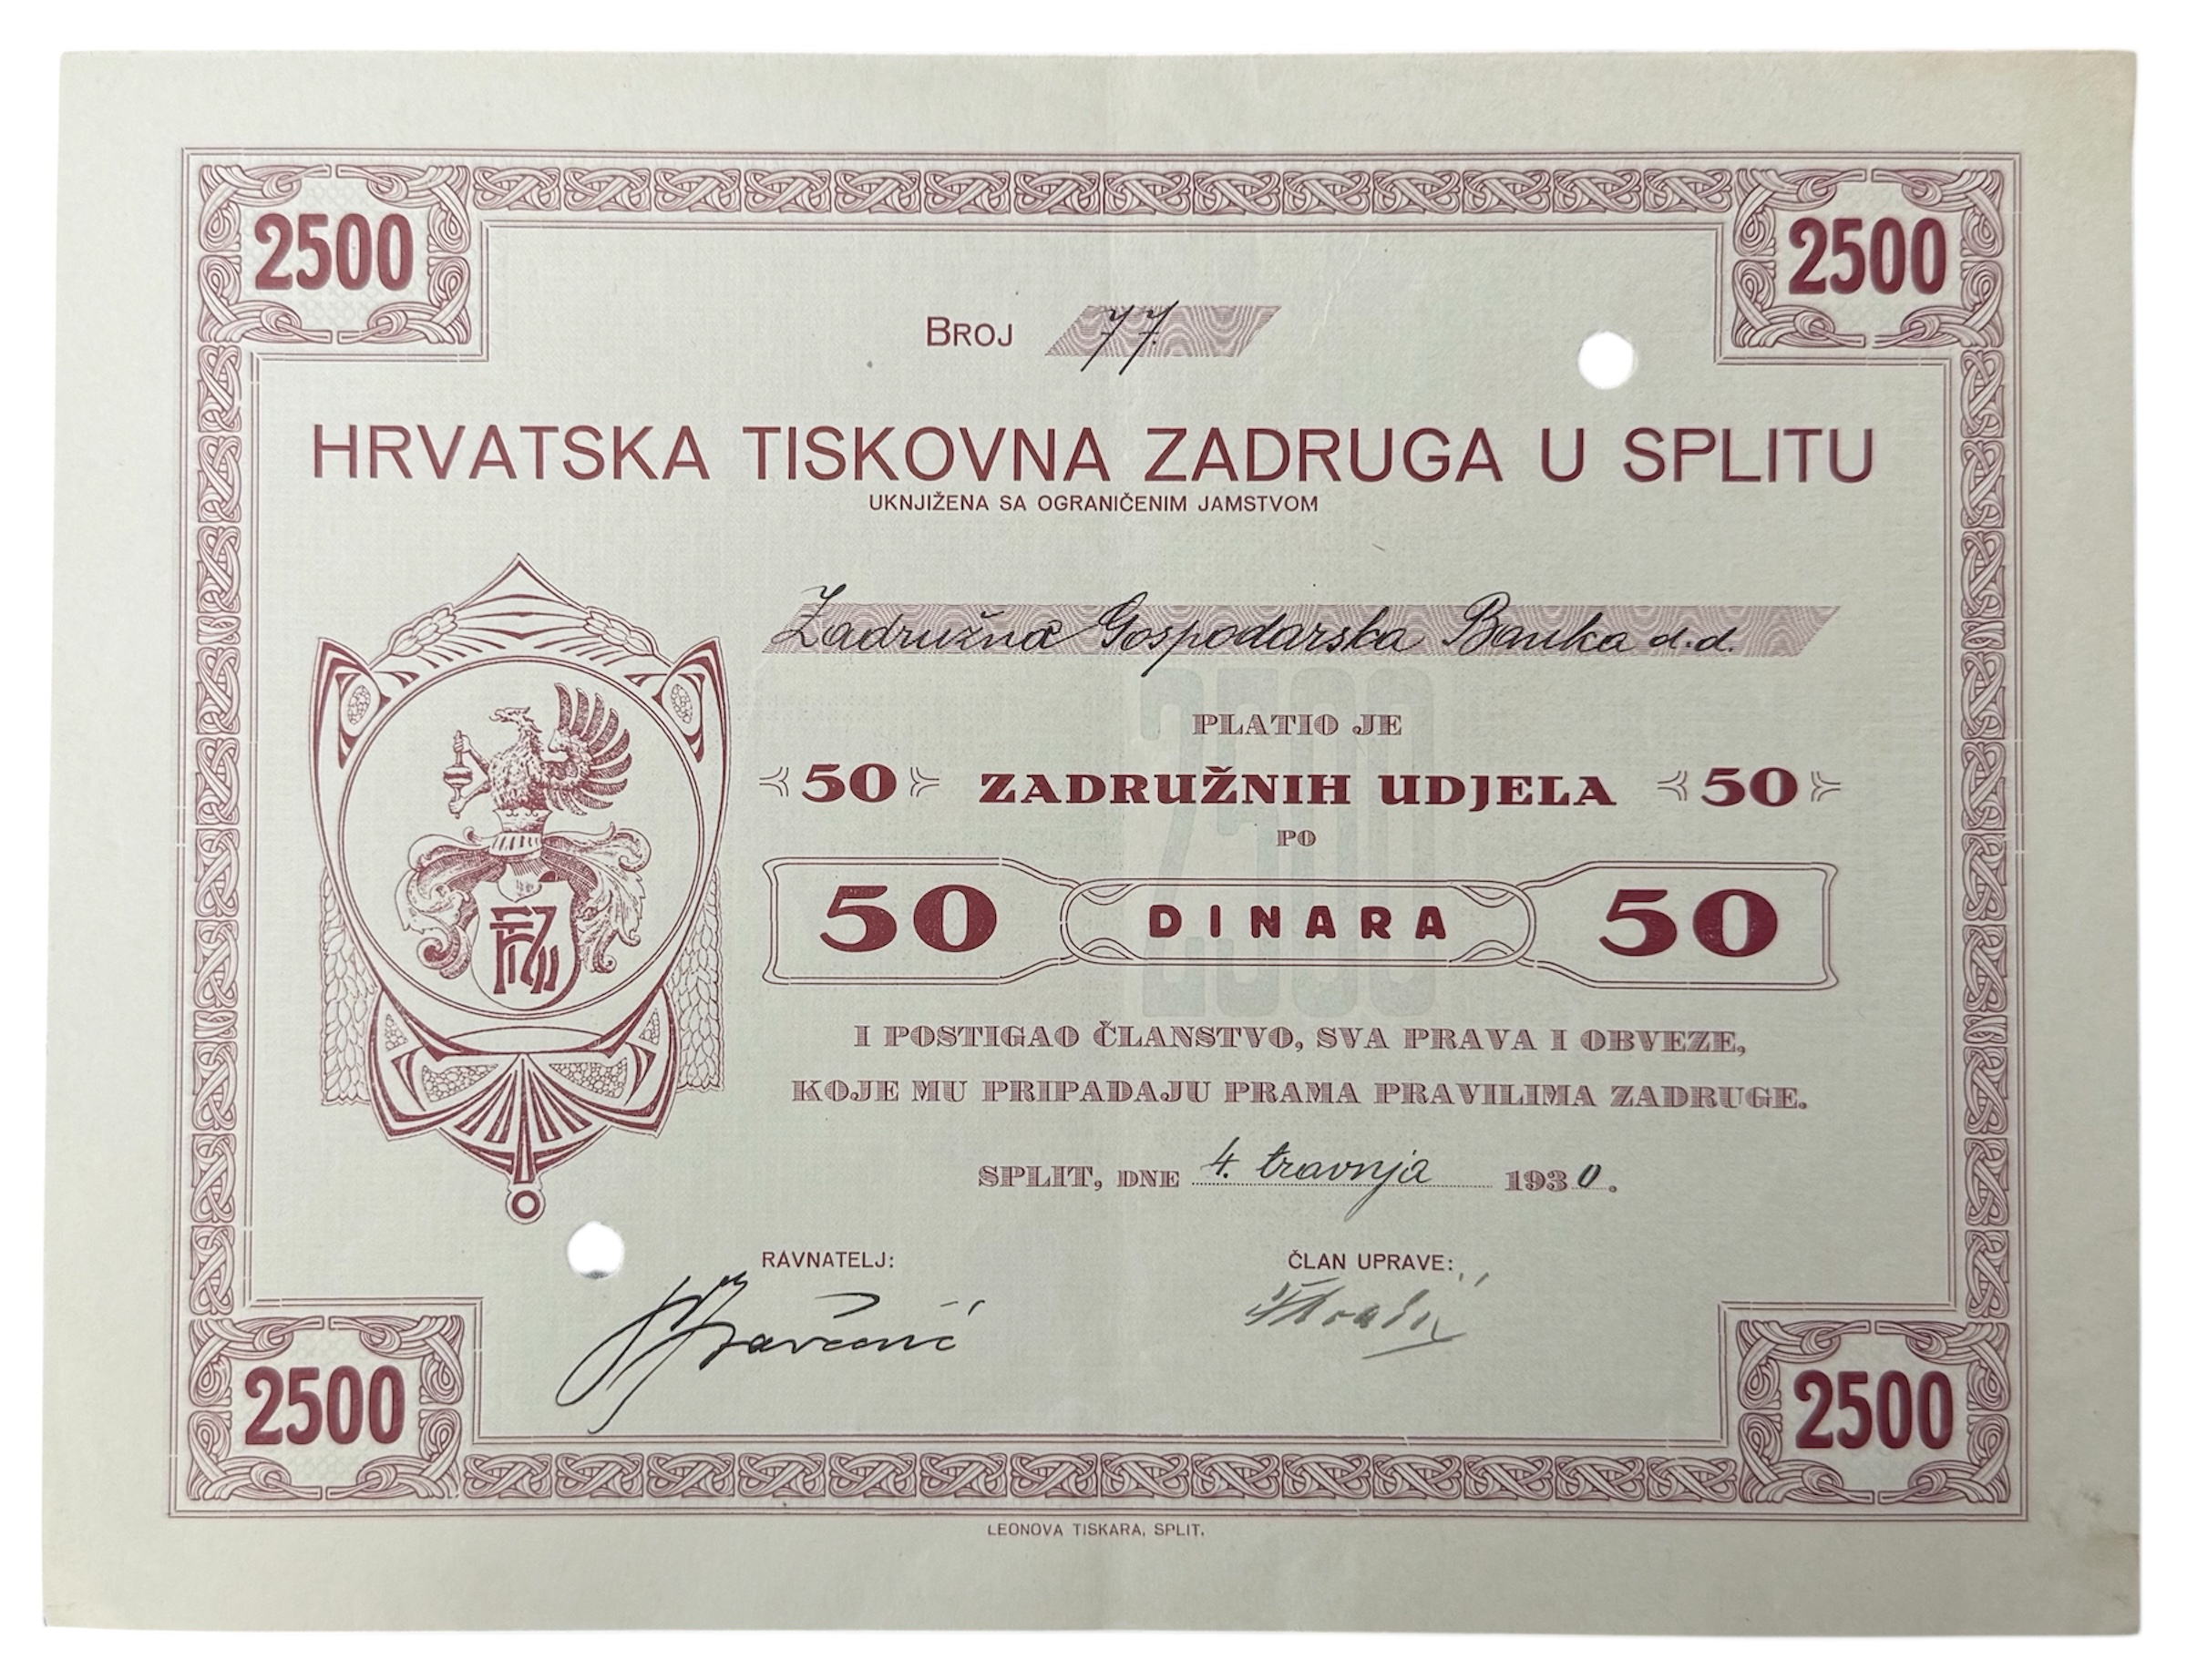 2500 2500
BROJ 77.
HRVATSKA TISKOVNA ZADRUGA U SPLITU
UKNJIŽENA SA OGRANIČENIM JAMSTVOM
Zadružna Gospodarska Banka d.d.
PLATIO JE
50 ZADRUŽNIH UDJELA 50
PO
50 DINARA 50
2500
I POSTIGAO ČLANSTVO, SVA PRAVA I OBVEZE,
KOJE MU PRIPADAJU PRAMA PRAVILIMA ZADRUGE.
SPLIT, DNE 4. travnja 1930.
RAVNATELJ: ČLAN UPRAVE:
2500 2500
LEONOVA TISKARA, SPLIT.